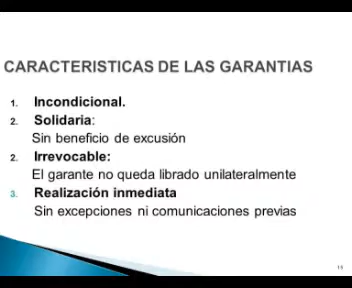 CARACTERISTICAS DE LAS GARANTIAS
1. Incondicional.
2. Solidaria:
Sin beneficio de excusión
2. Irrevocable:
El garante no queda librado unilateralmente
3. Realización inmediata
Sin excepciones ni comunicaciones previas